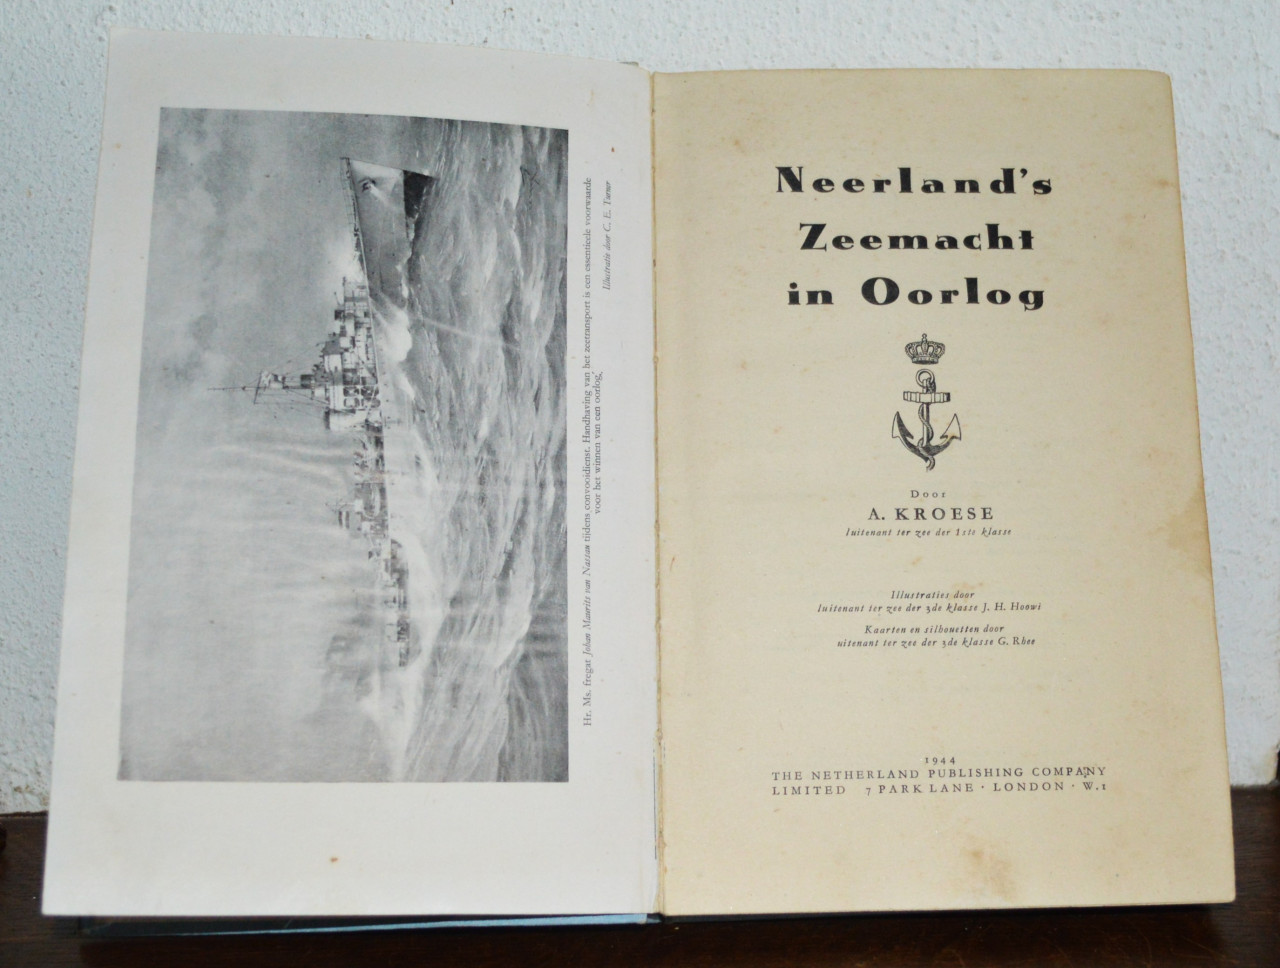 Hr. Ms. fregat Johan Maurits van Nassau tijdens convooidienst. Handhaving van het zeetransport is een essentieele voorwaarde
voor het winnen van een oorlog.
Illustratie door C. E. Turner
Neerland's
Zeemacht
in Oorlog
Door
A. KROESE
luitenant ter zee der 1ste klasse
Illustraties door
luitenant ter zee der 3de klasse J. H. Hoowi
Kaarten en silhouetten door
uitenant ter zee der 3de klasse G. Rhee
1944
THE NETHERLAND PUBLISHING COMPANY
LIMITED 7 PARK LANE · LONDON · W.1